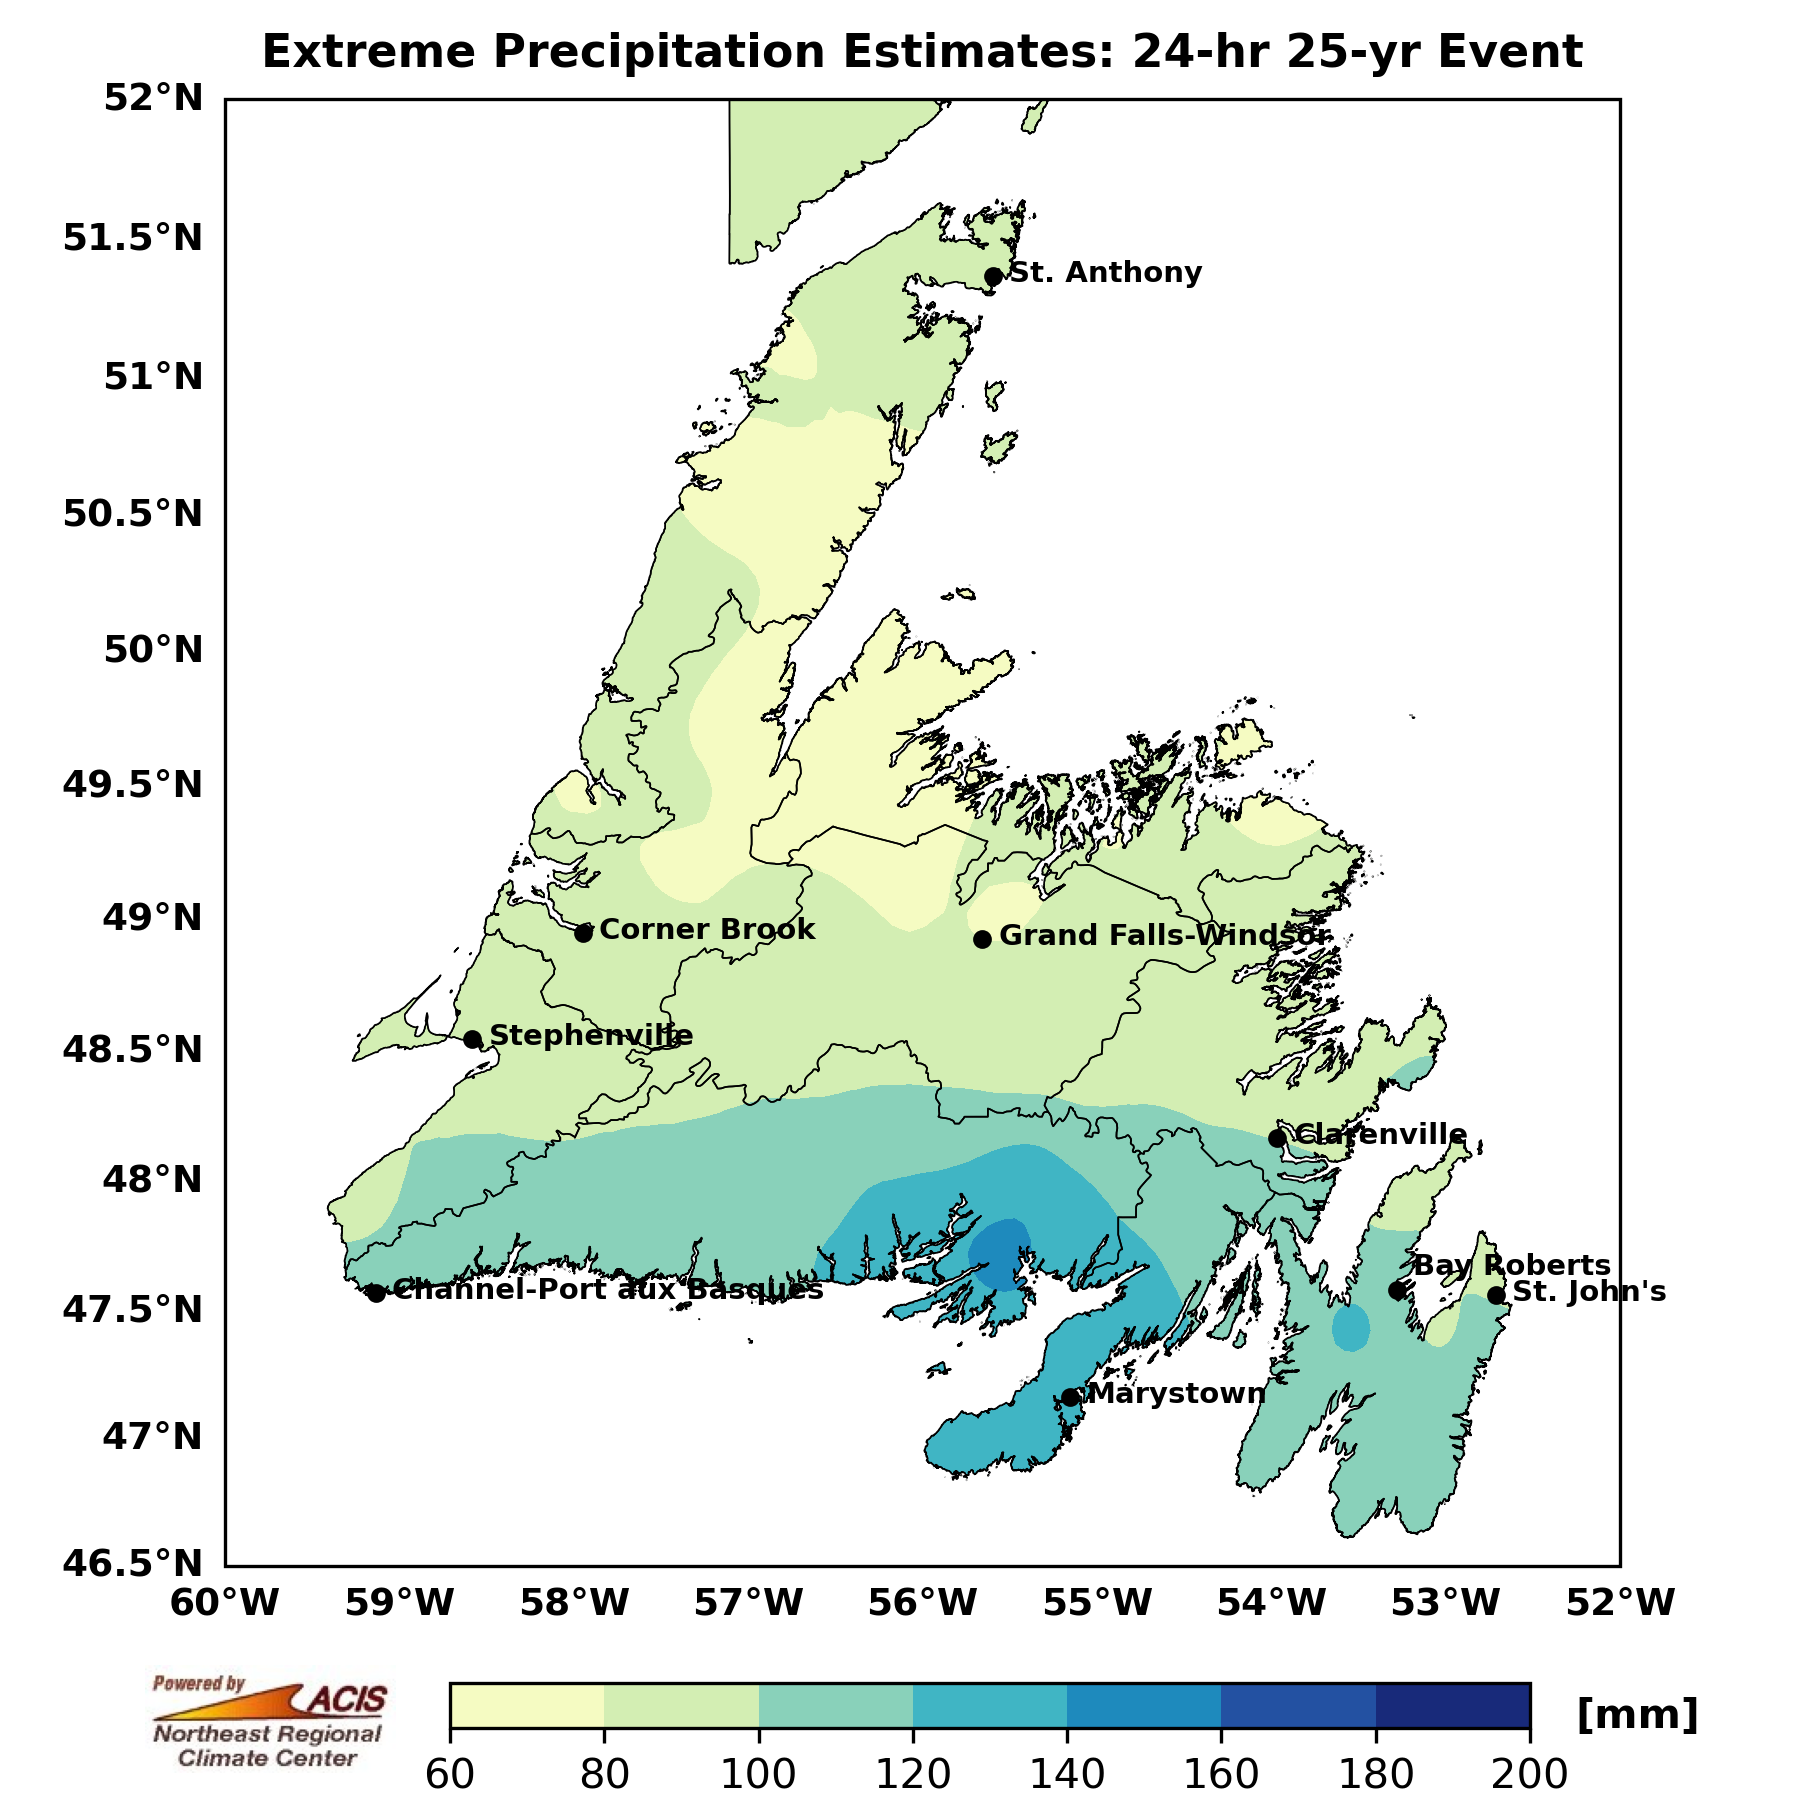 Extreme Precipitation Estimates: 24-hr 25-yr Event
52°N
51.5°N
St. Anthony
51°N
50.5°N
50°N
49.5°N
49°N
Corner Brook
Grand Falls-Windsor
48.5°N
Stephenville
Clarenville
48°N
Bay Roberts
47.5°N
Channel-Port aux Basques
St. John's
Marystown
47°N
46.5°N
60°W 59°W 58°W 57°W 56°W 55°W 54°W 53°W 52°W
Powered by
ACIS
Northeast Regional
Climate Center
[mm]
60 80 100 120 140 160 180 200